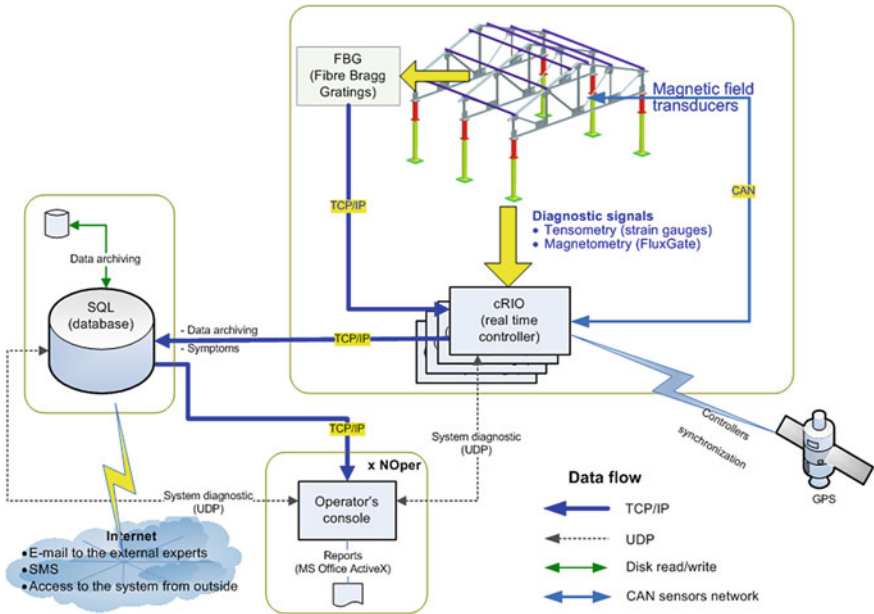 FBG
(Fibre Bragg
Gratings)
Magnetic field
transducers
TCP/IP
CAN
Diagnostic signals
• Tensometry (strain gauges)
• Magnetometry (FluxGate)
Data archiving
SQL
(database)
- Data archiving
TCP/IP
- Symptoms
cRIO
(real time
controller)
TCP/IP
System diagnostic
(UDP)
Controllers
synchronization
GPS
x NOper
System diagnostic
(UDP)
Operator's
console
Reports
(MS Office ActiveX)
Internet
• E-mail to the external experts
• SMS
• Access to the system from outside
Data flow
TCP/IP
UDP
Disk read/write
CAN sensors network